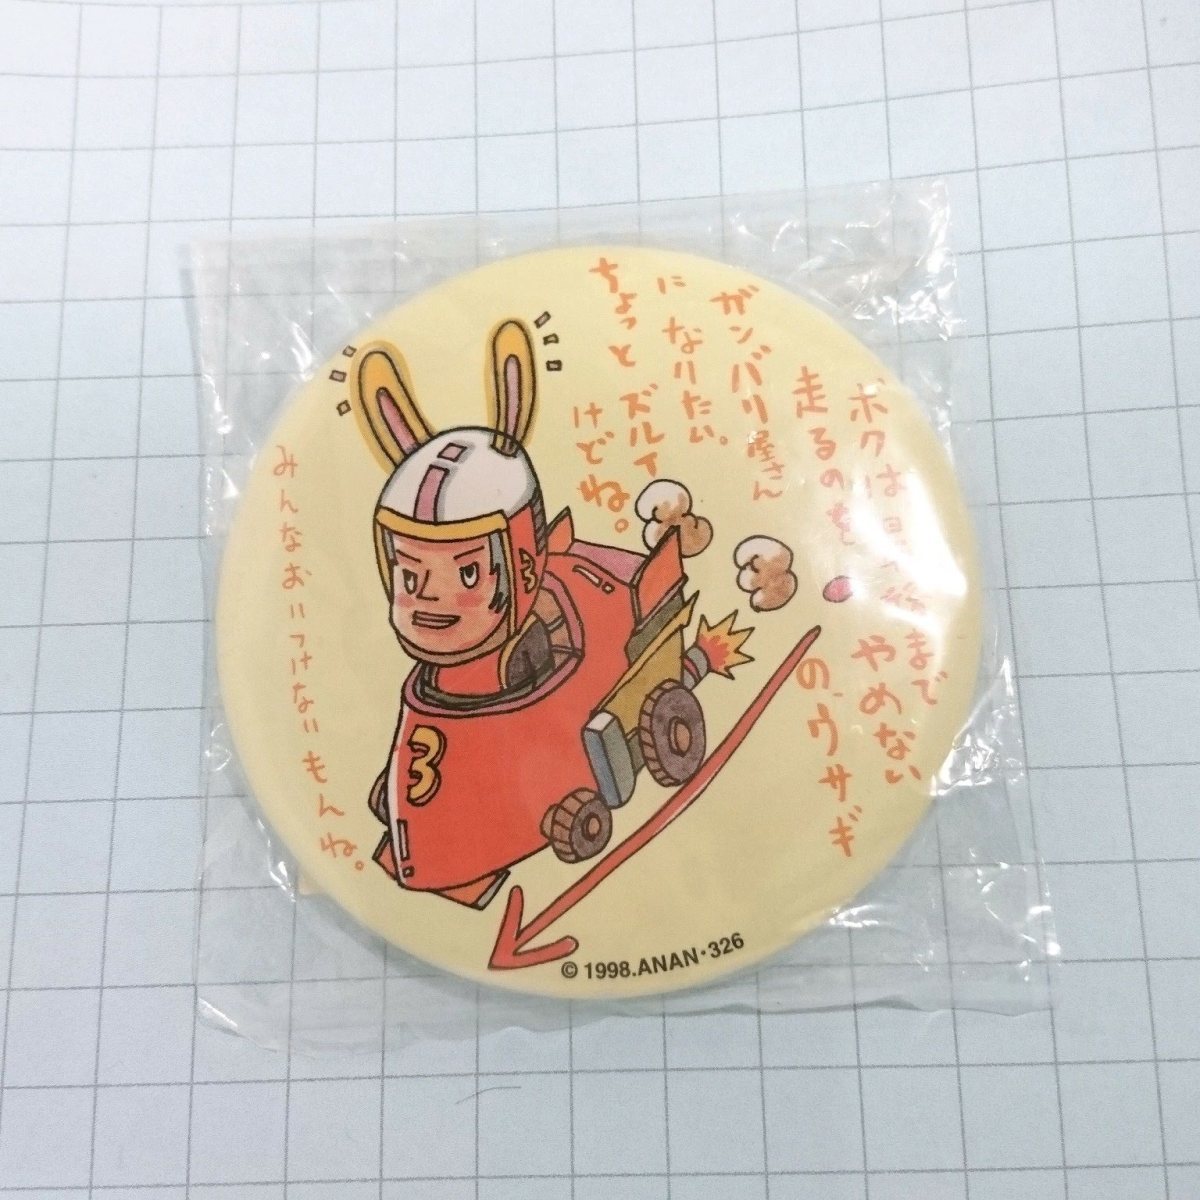 ボクは まで
走るのを
やめない
の、ウサギ
ガンバリ屋さん
になりたい。
ちょっと ズルイ
けどね。
みんなおいつけないもんね。
3
3
© 1998.ANAN・326